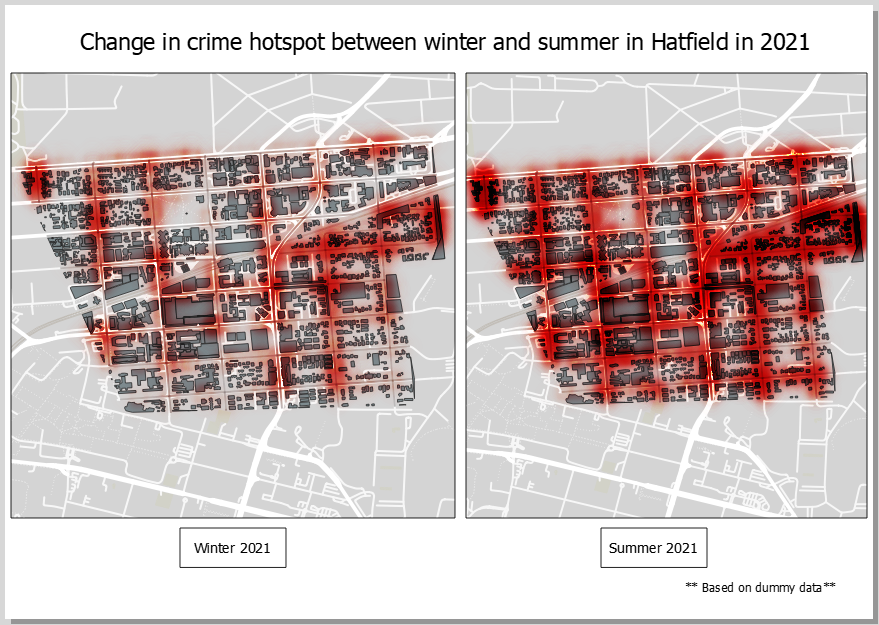 Change in crime hotspot between winter and summer in Hatfield in 2021
Winter 2021
Summer 2021
** Based on dummy data**